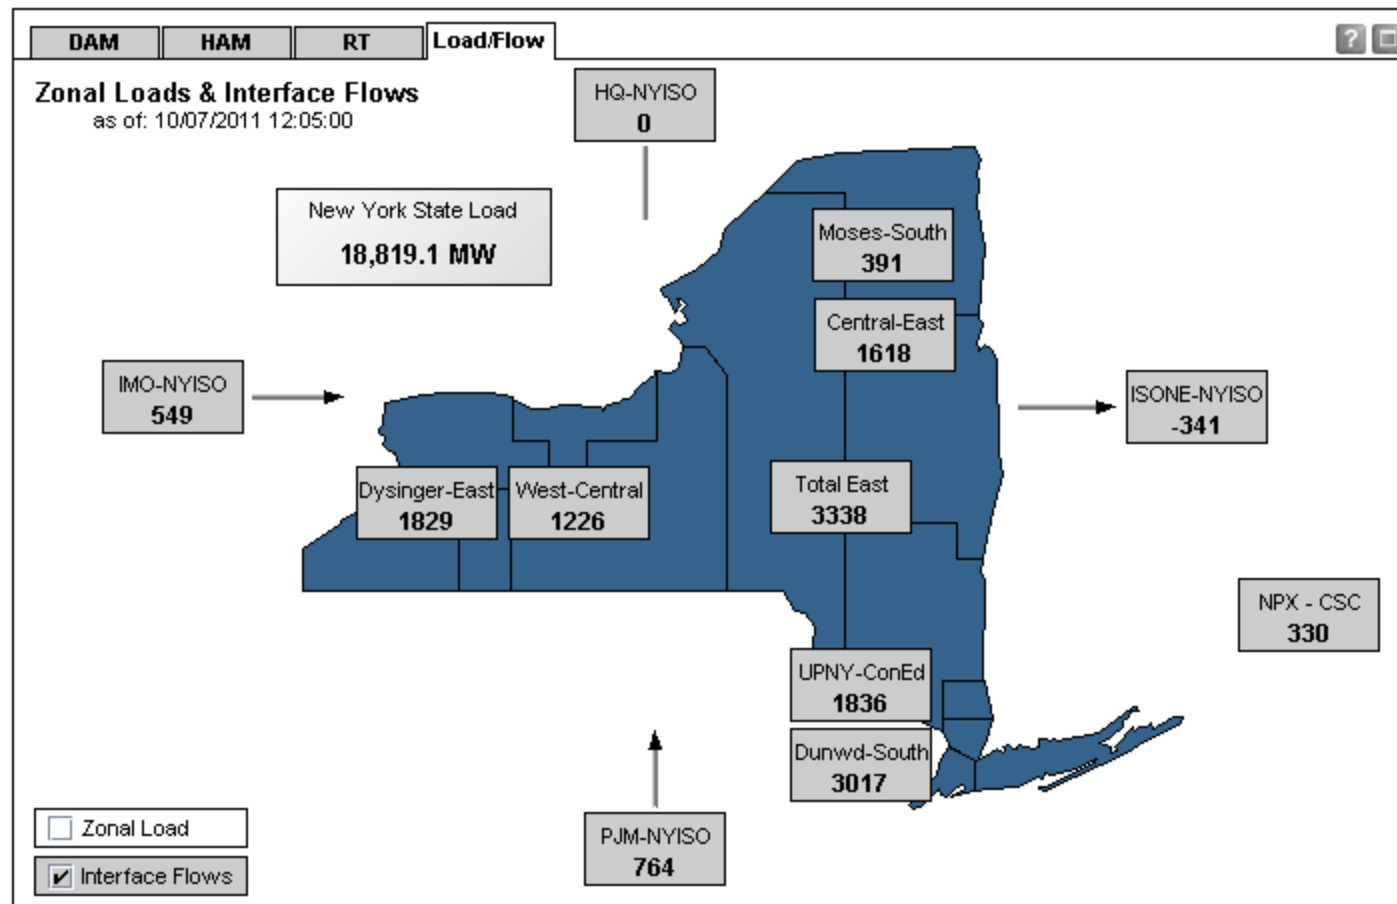 DAM
HAM
RT
Load/Flow
?
Zonal Loads & Interface Flows
as of: 10/07/2011 12:05:00
HQ-NYISO
0
New York State Load
18,819.1 MW
Moses-South
391
Central-East
1618
IMO-NYISO
549
ISONE-NYISO
-341
Dysinger-East
1829
West-Central
1226
Total East
3338
NPX - CSC
330
UPNY-ConEd
1836
Dunwd-South
3017
PJM-NYISO
764
Zonal Load
Interface Flows